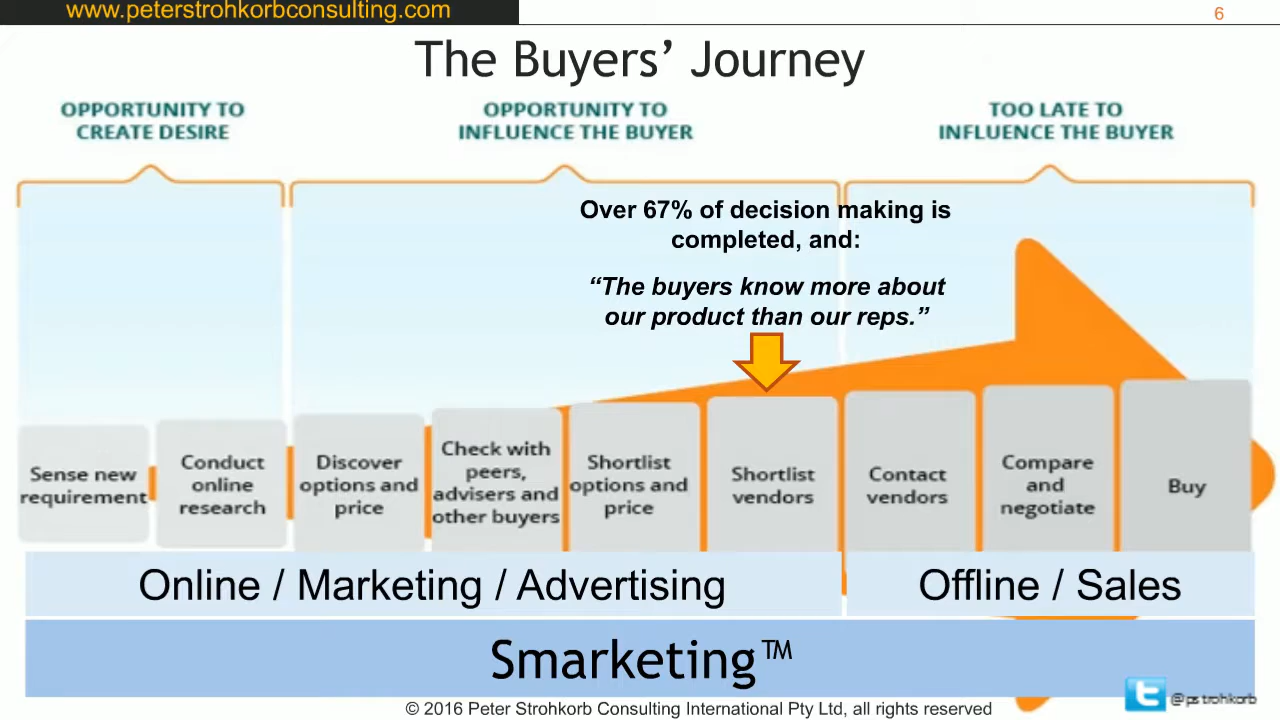 www.peterstrohkorbconsulting.com
6
The Buyers’ Journey
OPPORTUNITY TO
CREATE DESIRE
OPPORTUNITY TO
INFLUENCE THE BUYER
TOO LATE TO
INFLUENCE THE BUYER
Over 67% of decision making is
completed, and:
“The buyers know more about
our product than our reps.”
Sense new
requirement
Conduct
online
research
Discover
options and
price
Check with
peers,
advisers and
other buyers
Shortlist
options and
price
Shortlist
vendors
Contact
vendors
Compare
and
negotiate
Buy
Online / Marketing / Advertising
Offline / Sales
Smarketing™
@pstrohkorb
© 2016 Peter Strohkorb Consulting International Pty Ltd, all rights reserved